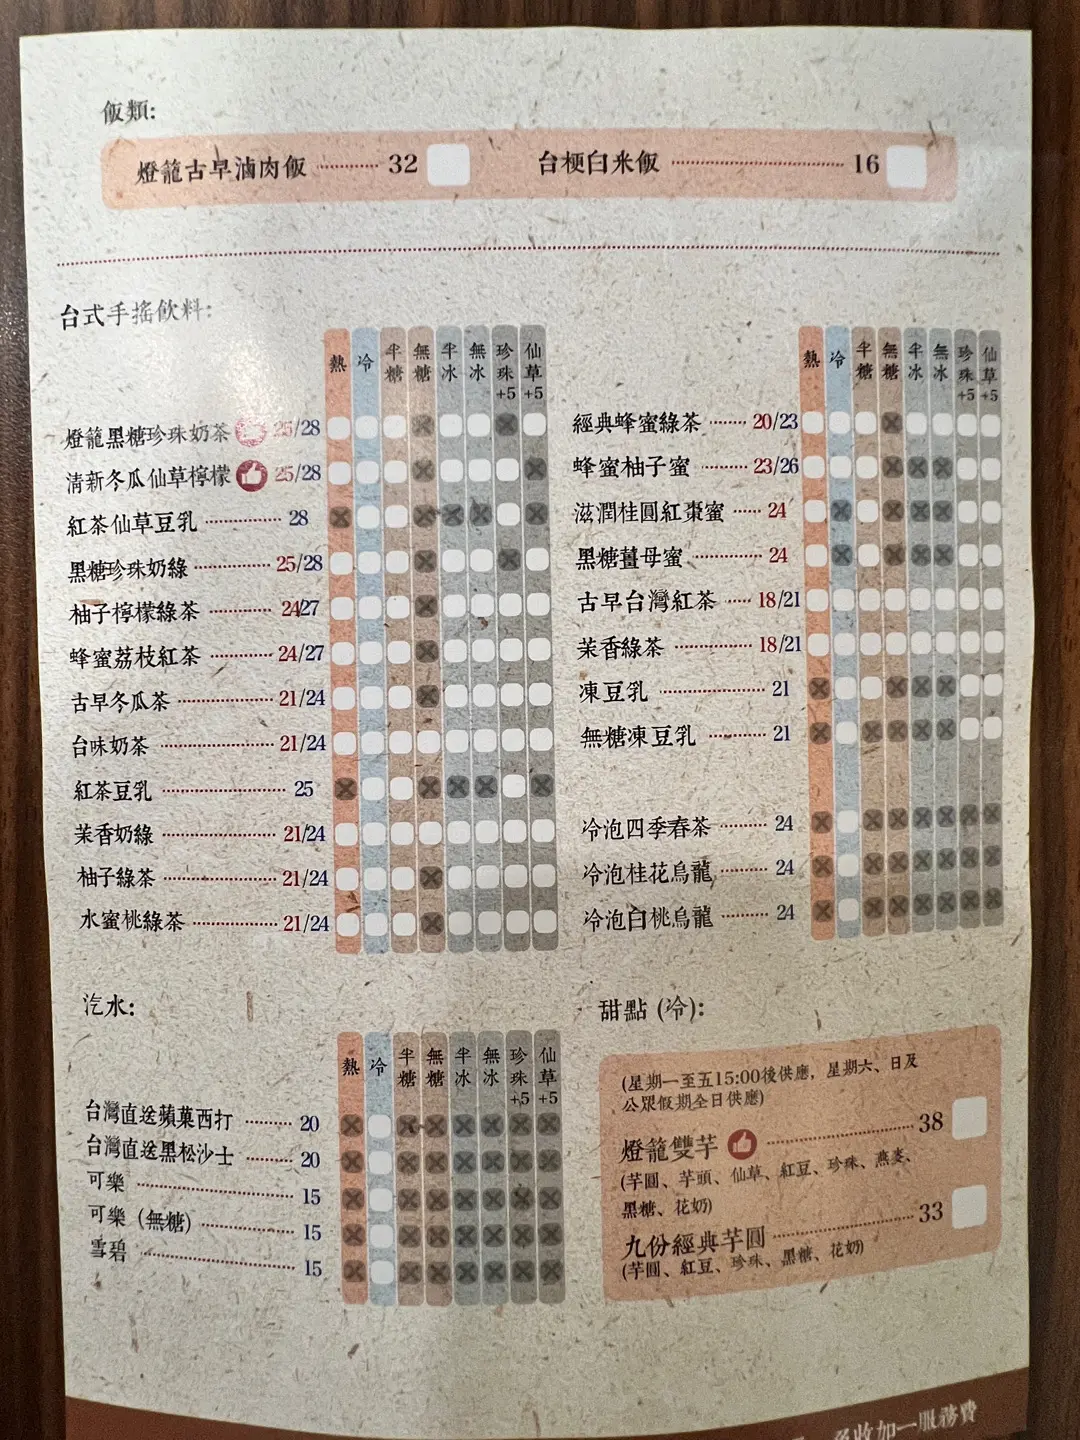 飯類:
燈籠古早滷肉飯 32
台梗白米飯 16
台式手搖飲料:
熱 冷 半糖 無糖 半冰 無冰 珍珠+5 仙草+5
燈籠黑糖珍珠奶茶 25/28
清新冬瓜仙草檸檬 25/28
紅茶仙草豆乳 28
黑糖珍珠奶綠 25/28
柚子檸檬綠茶 24/27
蜂蜜荔枝紅茶 24/27
古早冬瓜茶 21/24
台味奶茶 21/24
紅茶豆乳 25
茉香奶綠 21/24
柚子綠茶 21/24
水蜜桃綠茶 21/24
熱 冷 半糖 無糖 半冰 無冰 珍珠+5 仙草+5
經典蜂蜜綠茶 20/23
蜂蜜柚子蜜 23/26
滋潤桂圓紅棗蜜 24
黑糖薑母蜜 24
古早台灣紅茶 18/21
茉香綠茶 18/21
凍豆乳 21
無糖凍豆乳 21
冷泡四季春茶 24
冷泡桂花烏龍 24
冷泡白桃烏龍 24
汽水:
熱 冷 半糖 無糖 半冰 無冰 珍珠+5 仙草+5
台灣直送蘋菓西打 20
台灣直送黑松沙士 20
可樂 15
可樂 (無糖) 15
雪碧 15
甜點 (冷):
(星期一至五15:00後供應, 星期六、日及
公眾假期全日供應)
燈籠雙芋 38
(芋圓、芋頭、仙草、紅豆、珍珠、燕麥、
黑糖、花奶)
九份經典芋圓 33
(芋圓、紅豆、珍珠、黑糖、花奶)
收加一服務費